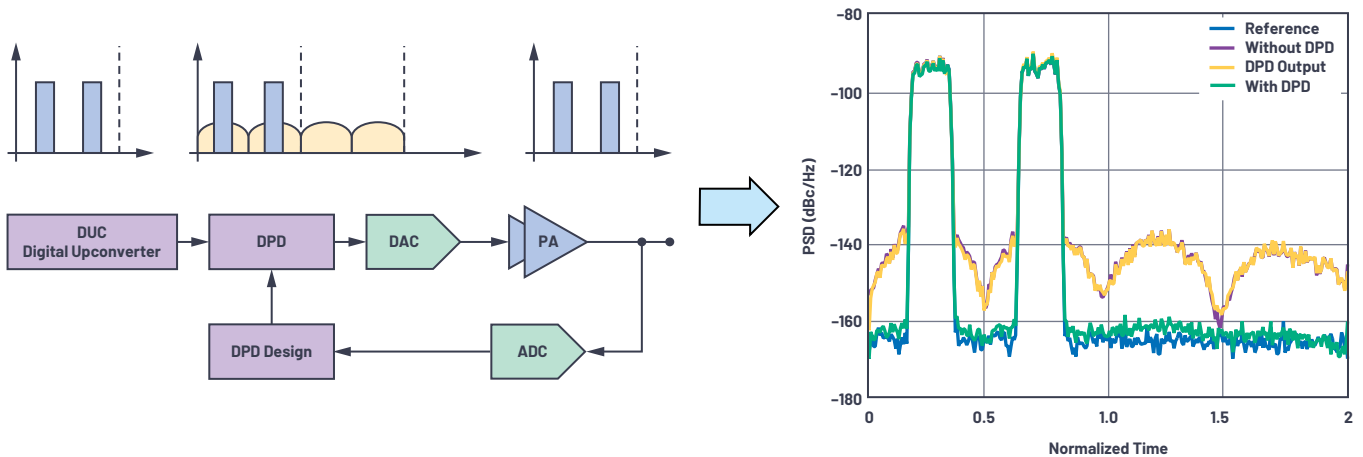 DUC
Digital Upconverter
DPD
DAC
PA
DPD Design
ADC
PSD (dBc/Hz)
−80
−100
−120
−140
−160
−180
0
0.5
1.0
1.5
2
Normalized Time
Reference
Without DPD
DPD Output
With DPD